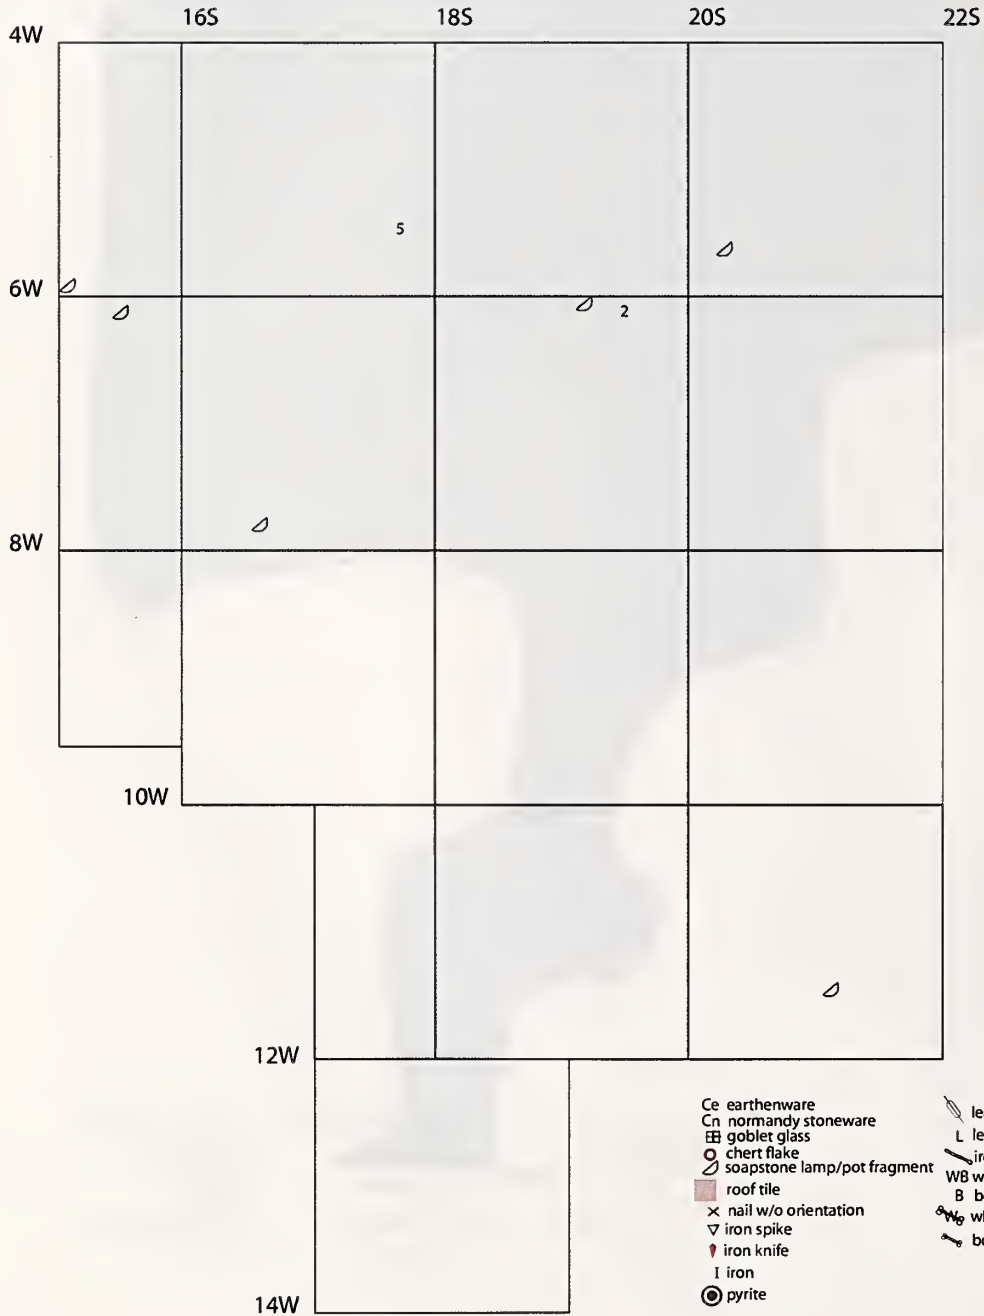 16S 18S 20S 22S
4W
5
6W
2
8W
10W
12W
14W
Ce earthenware
Cn normandy stoneware
goblet glass
chert flake
soapstone lamp/pot fragment
roof tile
nail w/o orientation
iron spike
iron knife
I iron
pyrite
L
WB
B
W